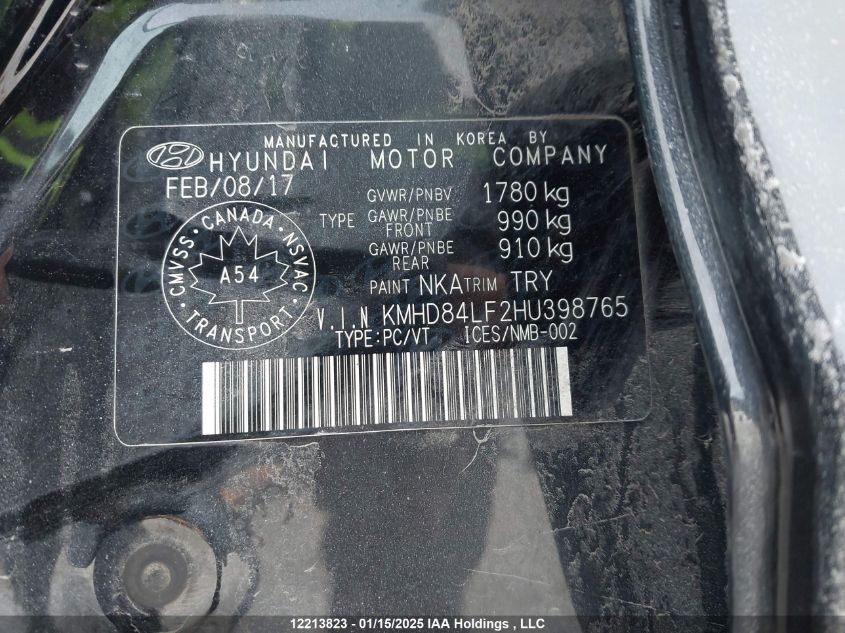 MANUFACTURED IN KOREA BY
HYUNDAI MOTOR COMPANY
FEB/08/17
GVWR/PNBV 1780 kg
TYPE GAWR/PNBE FRONT 990 kg
GAWR/PNBE REAR 910 kg
PAINT NKA TRIM TRY
CMVSS · CANADA · NSVAC
A54
TRANSPORT
V.I.N KMHD84LF2HU398765
TYPE:PC/VT ICES/NMB-002
12213823 - 01/15/2025 IAA Holdings , LLC